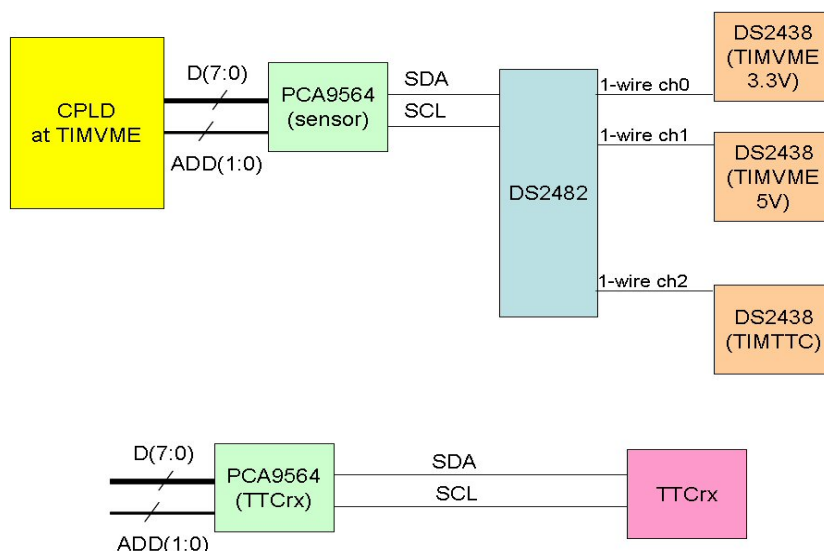 CPLD
at TIMVME
D(7:0)
ADD(1:0)
PCA9564
(sensor)
SDA
SCL
DS2482
1-wire ch0
1-wire ch1
1-wire ch2
DS2438
(TIMVME
3.3V)
DS2438
(TIMVME
5V)
DS2438
(TIMTTC)
D(7:0)
ADD(1:0)
PCA9564
(TTCrx)
SDA
SCL
TTCrx